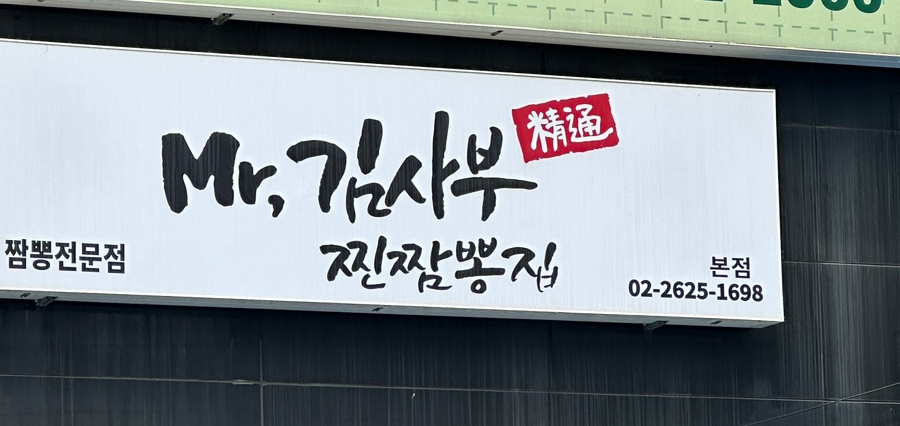 Mr, 김사부
精通
찐짬뽕집
짬뽕전문점
본점
02-2625-1698